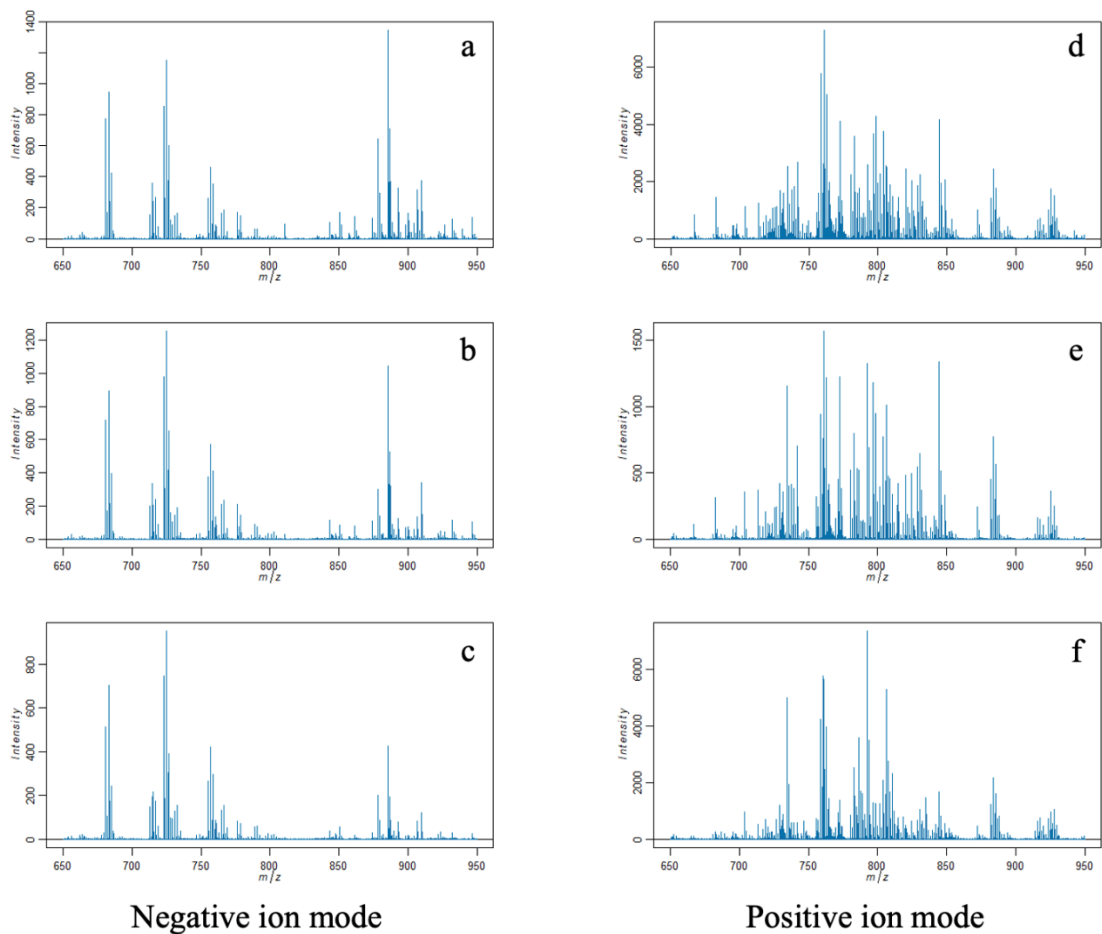 a
Intensity
0 200 400 600 800 1000 1400
650 700 750 800 850 900 950
m/z
d
Intensity
0 2000 4000 6000
650 700 750 800 850 900 950
m/z
b
Intensity
0 200 400 600 800 1000 1200
650 700 750 800 850 900 950
m/z
e
Intensity
0 500 1000 1500
650 700 750 800 850 900 950
m/z
c
Intensity
0 200 400 600 800
650 700 750 800 850 900 950
m/z
f
Intensity
0 2000 4000 6000
650 700 750 800 850 900 950
m/z
Negative ion mode
Positive ion mode